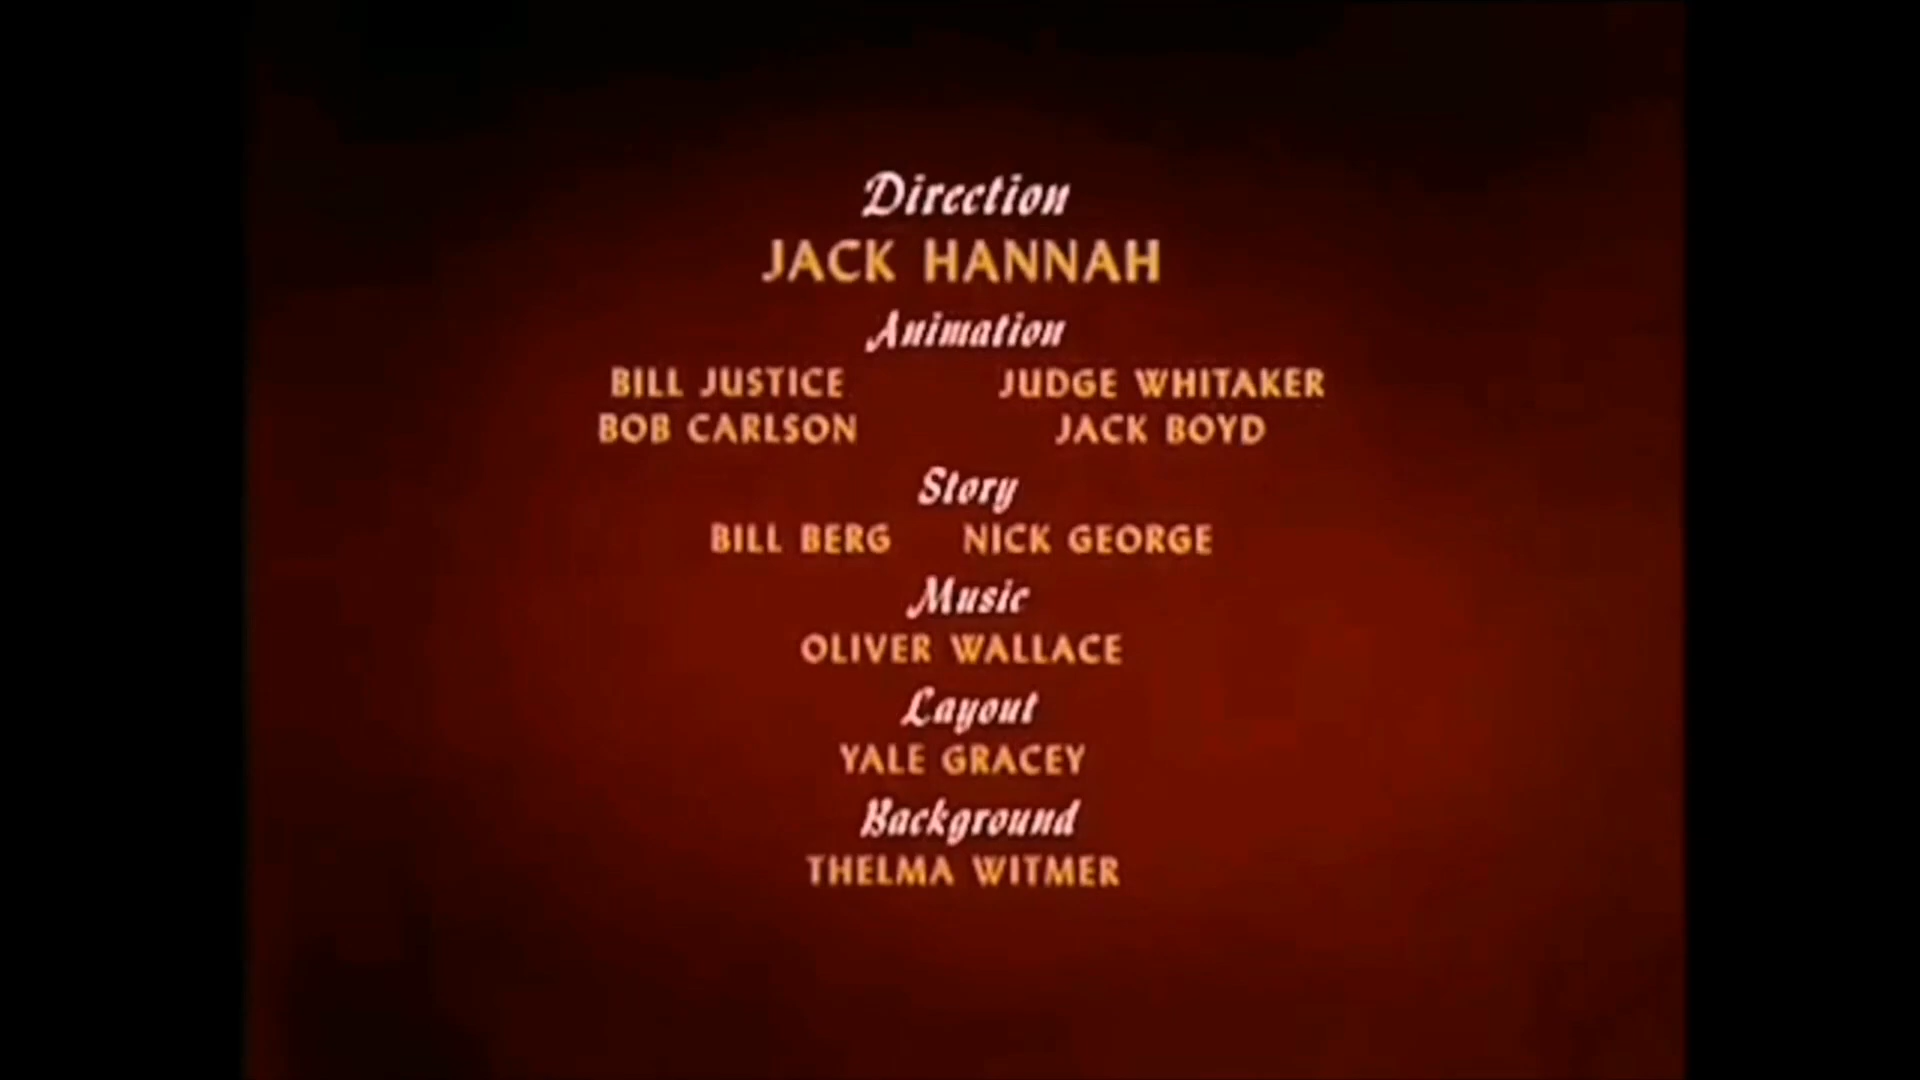 Direction
JACK HANNAH
Animation
BILL JUSTICE JUDGE WHITAKER
BOB CARLSON JACK BOYD
Story
BILL BERG NICK GEORGE
Music
OLIVER WALLACE
Layout
YALE GRACEY
Background
THELMA WITMER